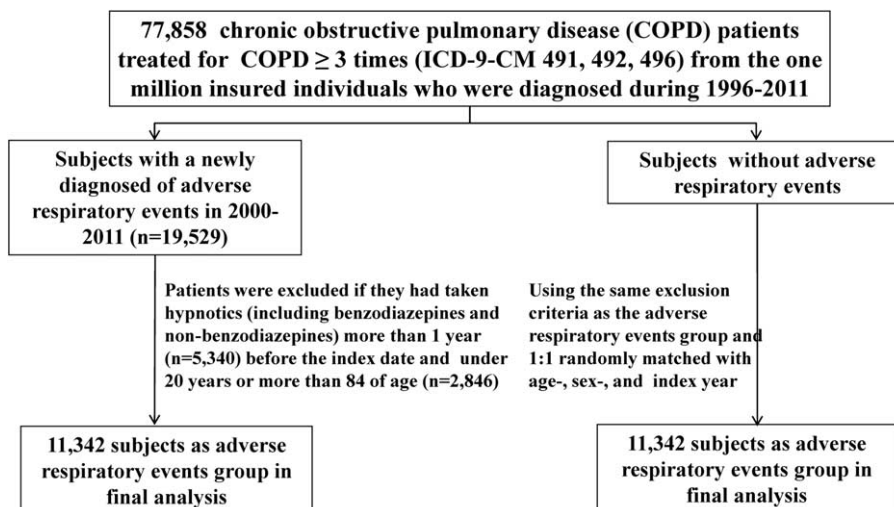 77,858 chronic obstructive pulmonary disease (COPD) patients
treated for COPD ≥ 3 times (ICD-9-CM 491, 492, 496) from the one
million insured individuals who were diagnosed during 1996-2011
Subjects with a newly
diagnosed of adverse
respiratory events in 2000-
2011 (n=19,529)
Subjects without adverse
respiratory events
Patients were excluded if they had taken
hypnotics (including benzodiazepines and
non-benzodiazepines) more than 1 year
(n=5,340) before the index date and under
20 years or more than 84 of age (n=2,846)
Using the same exclusion
criteria as the adverse
respiratory events group and
1:1 randomly matched with
age-, sex-, and index year
11,342 subjects as adverse
respiratory events group in
final analysis
11,342 subjects as adverse
respiratory events group in
final analysis